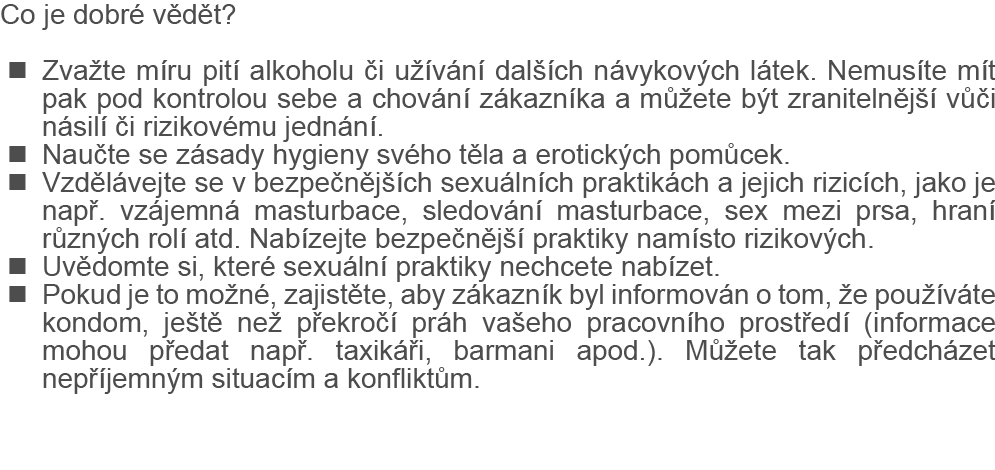 Co je dobré vědět?
■ Zvažte míru pití alkoholu či užívání dalších návykových látek. Nemusíte mít
pak pod kontrolou sebe a chování zákazníka a můžete být zranitelnější vůči
násilí či rizikovému jednání.
■ Naučte se zásady hygieny svého těla a erotických pomůcek.
■ Vzdělávejte se v bezpečnějších sexuálních praktikách a jejich rizicích, jako je
např. vzájemná masturbace, sledování masturbace, sex mezi prsa, hraní
různých rolí atd. Nabízejte bezpečnější praktiky namísto rizikových.
■ Uvědomte si, které sexuální praktiky nechcete nabízet.
■ Pokud je to možné, zajistěte, aby zákazník byl informován o tom, že používáte
kondom, ještě než překročí práh vašeho pracovního prostředí (informace
mohou předat např. taxikáři, barmani apod.). Můžete tak předcházet
nepříjemným situacím a konfliktům.